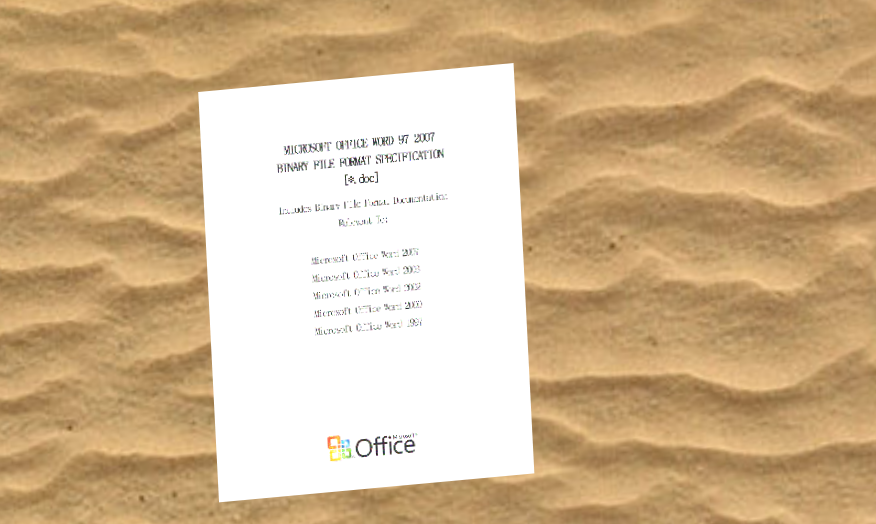 MICROSOFT OFFICE WORD 97 2007
BINARY FILE FORMAT SPECIFICATION
[*.doc]
Includes Binary File Format Documentation
Relevant To:
Microsoft Office Word 2007
Microsoft Office Word 2003
Microsoft Office Word 2002
Microsoft Office Word 2000
Microsoft Office Word 1997
Microsoft
Office